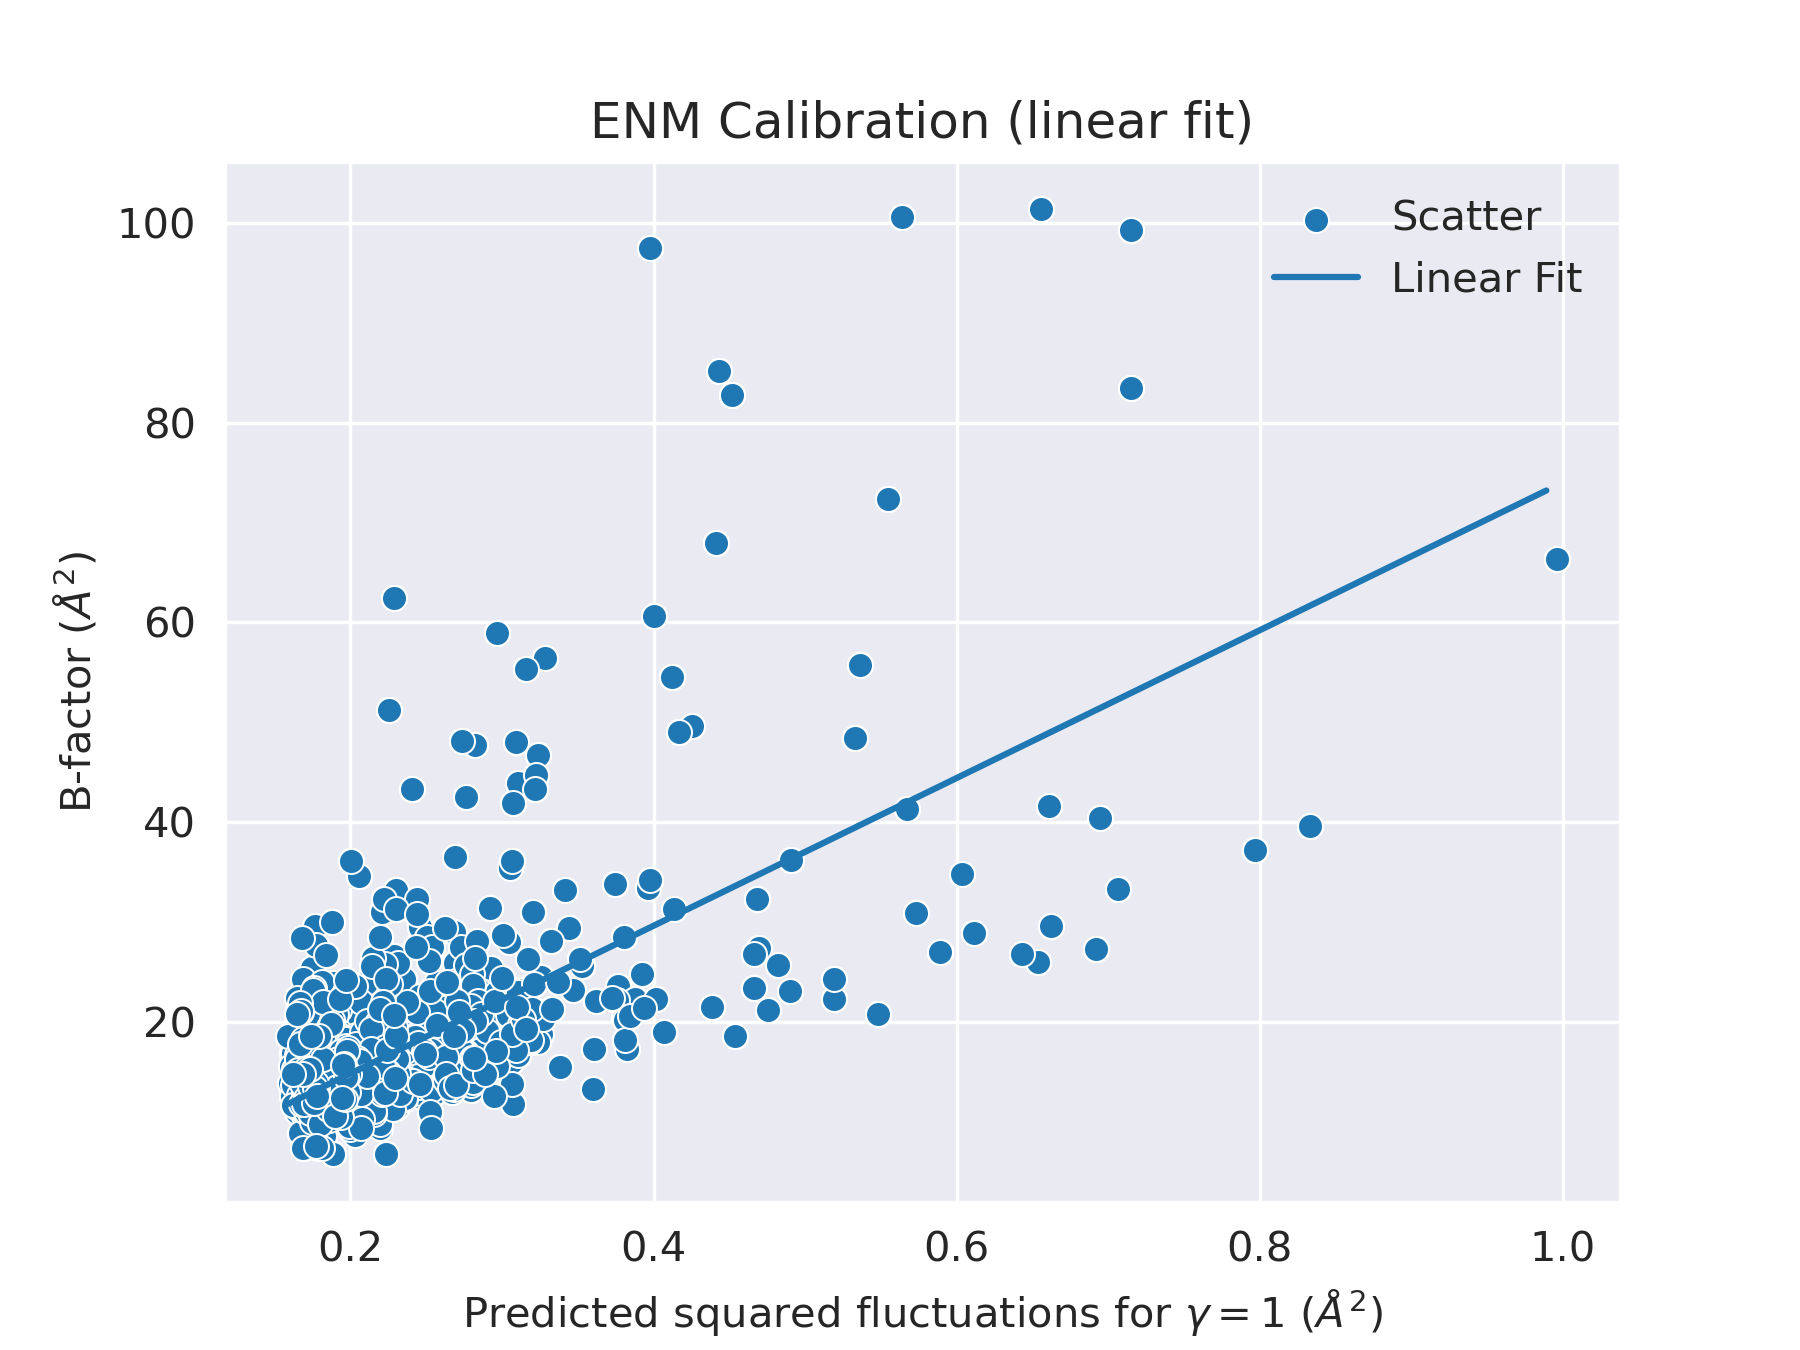 ENM Calibration (linear fit)
Scatter
Linear Fit
100
80
60
40
20
B-factor (Å²)
0.2 0.4 0.6 0.8 1.0
Predicted squared fluctuations for γ = 1 (Å²)